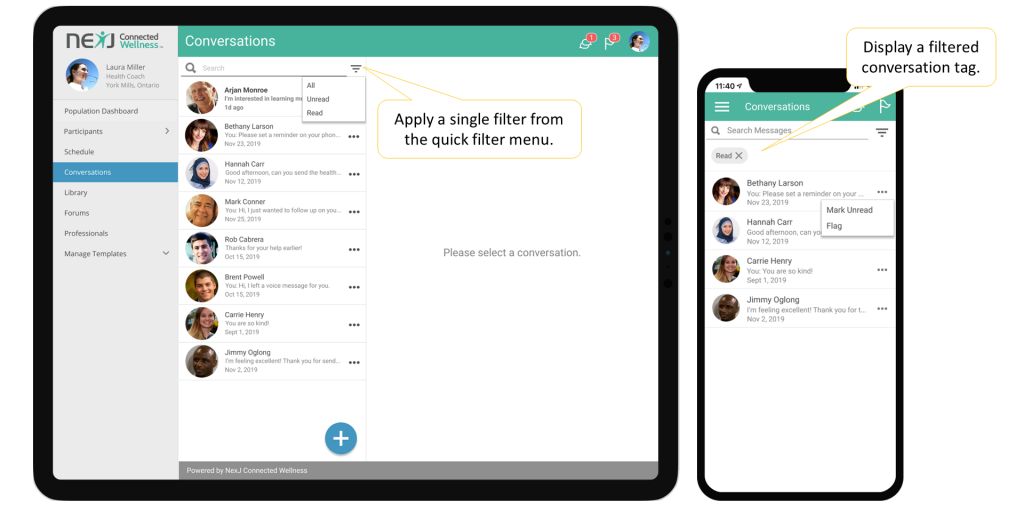 NEXJ Connected Wellness™
Laura Miller
Health Coach
York Mills, Ontario
Population Dashboard
Participants
Schedule
Conversations
Library
Forums
Professionals
Manage Templates
Conversations
1
3
Search
All
Unread
Read
Arjan Monroe
I'm interested in learning m
1d ago
Bethany Larson
You: Please set a reminder on your phon...
Nov 23, 2019
Hannah Carr
Good afternoon, can you send the health...
Nov 12, 2019
Mark Conner
You: Hi, I just wanted to follow up on you...
Nov 25, 2019
Rob Cabrera
Thanks for your help earlier!
Oct 15, 2019
Brent Powell
You: Hi, I left a voice message for you.
Oct 15, 2019
Carrie Henry
You are so kind!
Sept 1, 2019
Jimmy Oglong
I'm feeling excellent! Thank you for send...
Nov 2, 2019
Please select a conversation.
Powered by NexJ Connected Wellness
Apply a single filter from
the quick filter menu.
Display a filtered
conversation tag.
11:40
Conversations
Search Messages
Read
Bethany Larson
You: Please set a reminder on your ...
Nov 23, 2019
Mark Unread
Flag
Hannah Carr
Good afternoon, can yo
Nov 12, 2019
Carrie Henry
You: You are so kind!
Sept 1, 2019
Jimmy Oglong
I'm feeling excellent! Thank you for t...
Nov 2, 2019